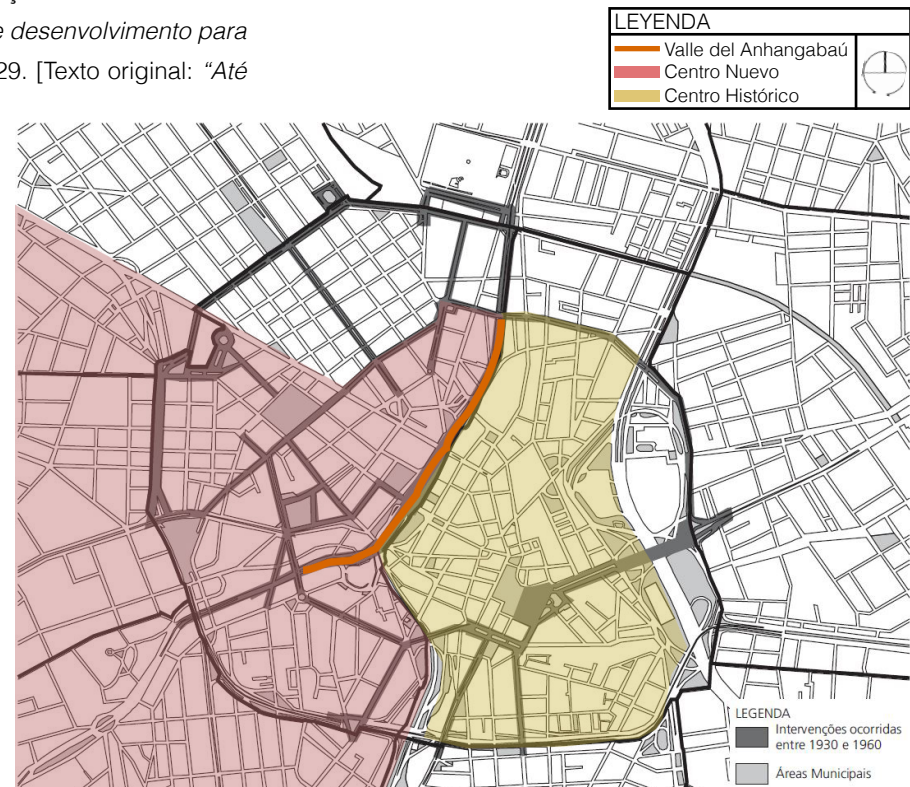 e desenvolvimento para
29. [Texto original: “Até
LEYENDA
Valle del Anhangabaú
Centro Nuevo
Centro Histórico
LEGENDA
Intervenções ocorridas
entre 1930 e 1960
Áreas Municipais